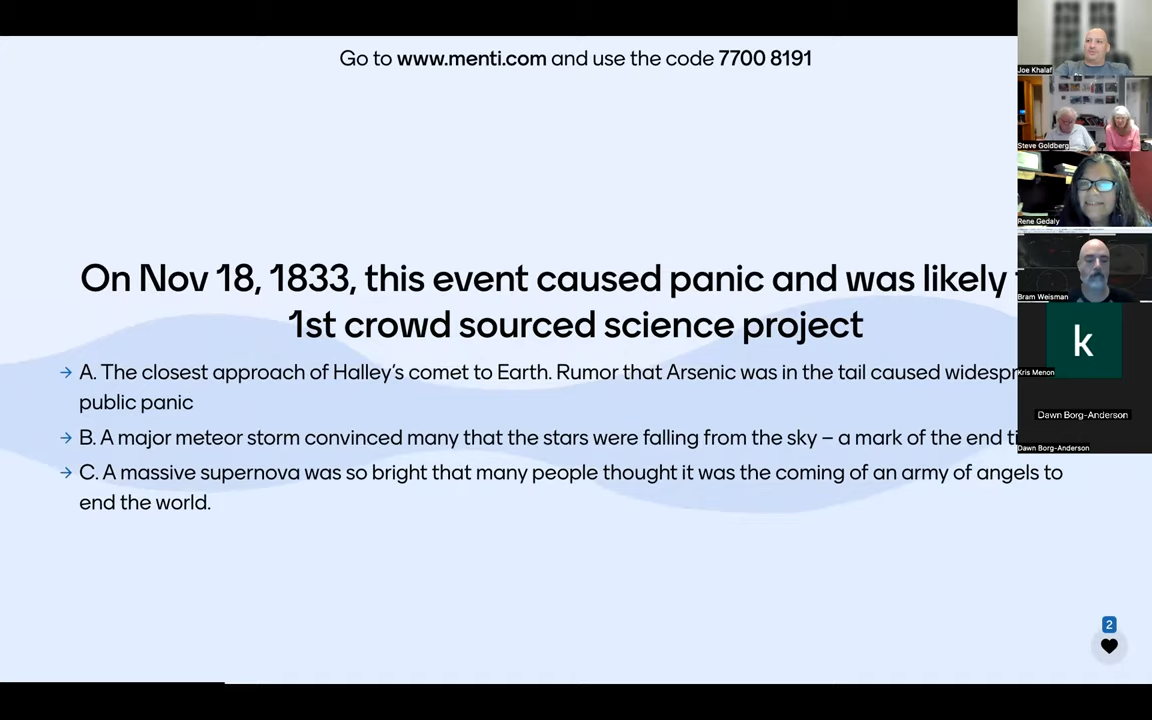 Go to www.menti.com and use the code 7700 8191
On Nov 18, 1833, this event caused panic and was likely
1st crowd sourced science project
→ A. The closest approach of Halley's comet to Earth. Rumor that Arsenic was in the tail caused widespr
public panic
→ B. A major meteor storm convinced many that the stars were falling from the sky – a mark of the end ti
→ C. A massive supernova was so bright that many people thought it was the coming of an army of angels to
end the world.
2
Joe Khalaf
Steve Goldberg
Rene Gedaly
Bram Weisman
k
Kris Menon
Dawn Borg-Anderson
Dawn Borg-Anderson